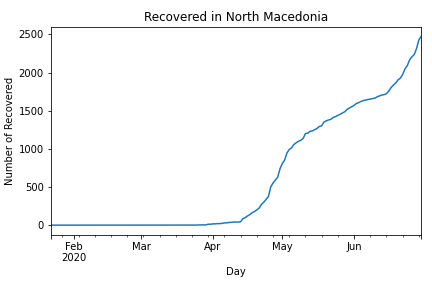 Recovered in North Macedonia
Number of Recovered
2500
2000
1500
1000
500
0
Feb
2020
Mar
Apr
May
Jun
Day